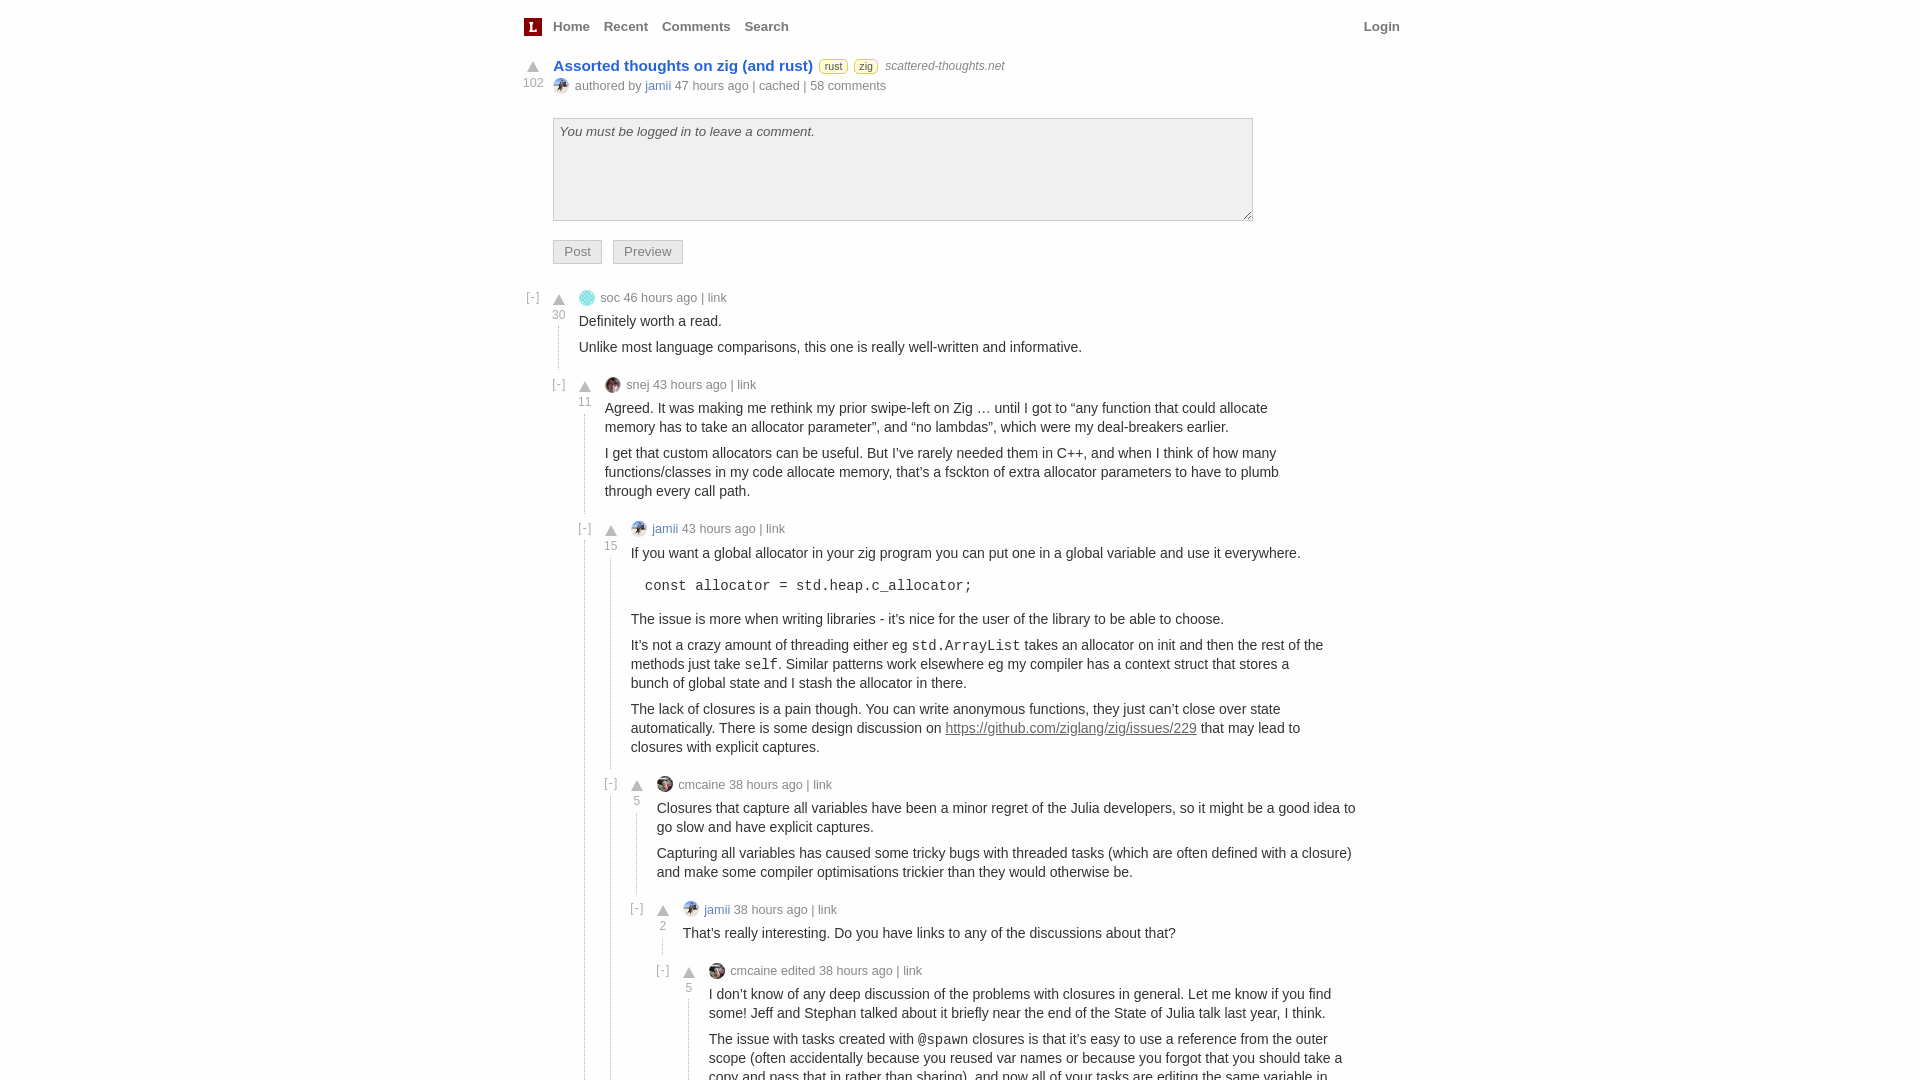 L Home Recent Comments Search Login
Assorted thoughts on zig (and rust) rust zig scattered-thoughts.net
102
authored by jamii 47 hours ago | cached | 58 comments
You must be logged in to leave a comment.
Post Preview
[-] soc 46 hours ago | link
30
Definitely worth a read.
Unlike most language comparisons, this one is really well-written and informative.
[-] snej 43 hours ago | link
11
Agreed. It was making me rethink my prior swipe-left on Zig … until I got to “any function that could allocate
memory has to take an allocator parameter”, and “no lambdas”, which were my deal-breakers earlier.
I get that custom allocators can be useful. But I’ve rarely needed them in C++, and when I think of how many
functions/classes in my code allocate memory, that’s a fsckton of extra allocator parameters to have to plumb
through every call path.
[-] jamii 43 hours ago | link
15
If you want a global allocator in your zig program you can put one in a global variable and use it everywhere.
const allocator = std.heap.c_allocator;
The issue is more when writing libraries - it’s nice for the user of the library to be able to choose.
It’s not a crazy amount of threading either eg std.ArrayList takes an allocator on init and then the rest of the
methods just take self. Similar patterns work elsewhere eg my compiler has a context struct that stores a
bunch of global state and I stash the allocator in there.
The lack of closures is a pain though. You can write anonymous functions, they just can’t close over state
automatically. There is some design discussion on https://github.com/ziglang/zig/issues/229 that may lead to
closures with explicit captures.
[-] cmcaine 38 hours ago | link
5
Closures that capture all variables have been a minor regret of the Julia developers, so it might be a good idea to
go slow and have explicit captures.
Capturing all variables has caused some tricky bugs with threaded tasks (which are often defined with a closure)
and make some compiler optimisations trickier than they would otherwise be.
[-] jamii 38 hours ago | link
2
That’s really interesting. Do you have links to any of the discussions about that?
[-] cmcaine edited 38 hours ago | link
5
I don’t know of any deep discussion of the problems with closures in general. Let me know if you find
some! Jeff and Stephan talked about it briefly near the end of the State of Julia talk last year, I think.
The issue with tasks created with @spawn closures is that it’s easy to use a reference from the outer
scope (often accidentally because you reused var names or because you forgot that you should take a
copy and pass that in rather than sharing), and now all of your tasks are editing the same variable in